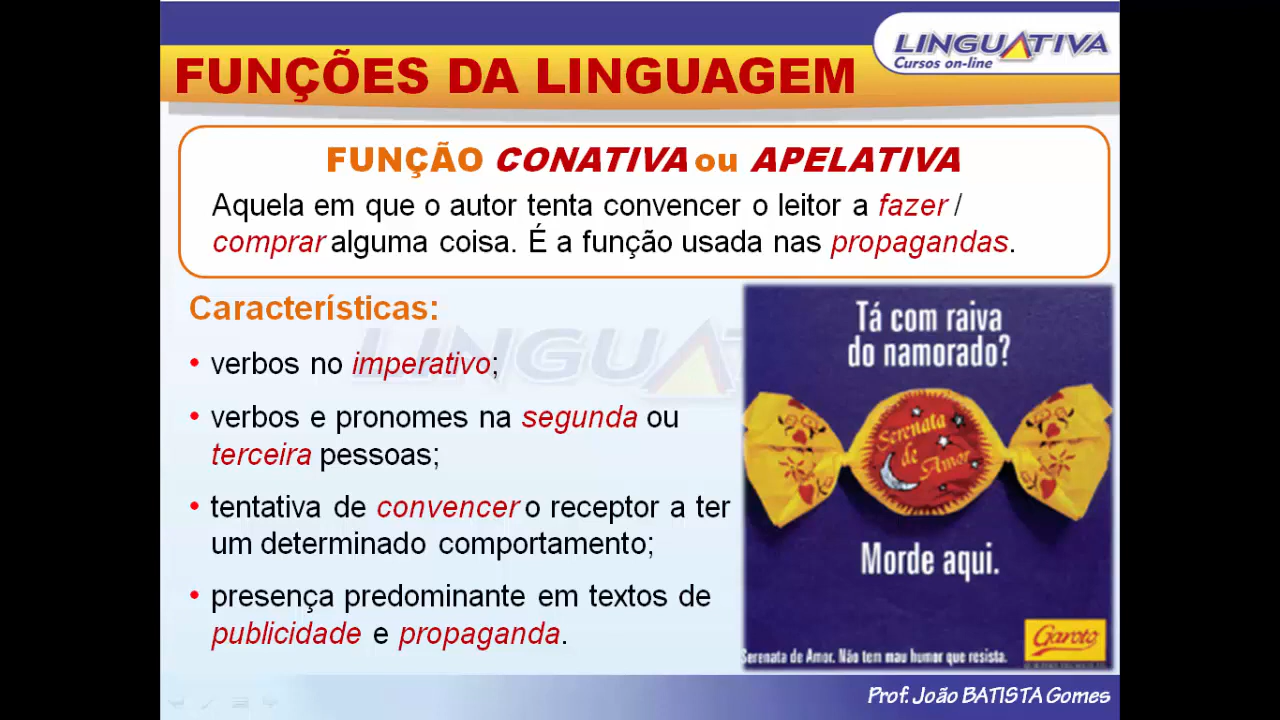 LINGUATIVA
Cursos on-line
FUNÇÕES DA LINGUAGEM
FUNÇÃO CONATIVA ou APELATIVA
Aquela em que o autor tenta convencer o leitor a fazer /
comprar alguma coisa. É a função usada nas propagandas.
Características:
• verbos no imperativo;
• verbos e pronomes na segunda ou
terceira pessoas;
• tentativa de convencer o receptor a ter
um determinado comportamento;
• presença predominante em textos de
publicidade e propaganda.
LINGUAT
Tá com raiva
do namorado?
Serenata
de Amor
Morde aqui.
Garoto
Serenata de Amor. Não tem mau humor que resista.
Prof. João BATISTA Gomes